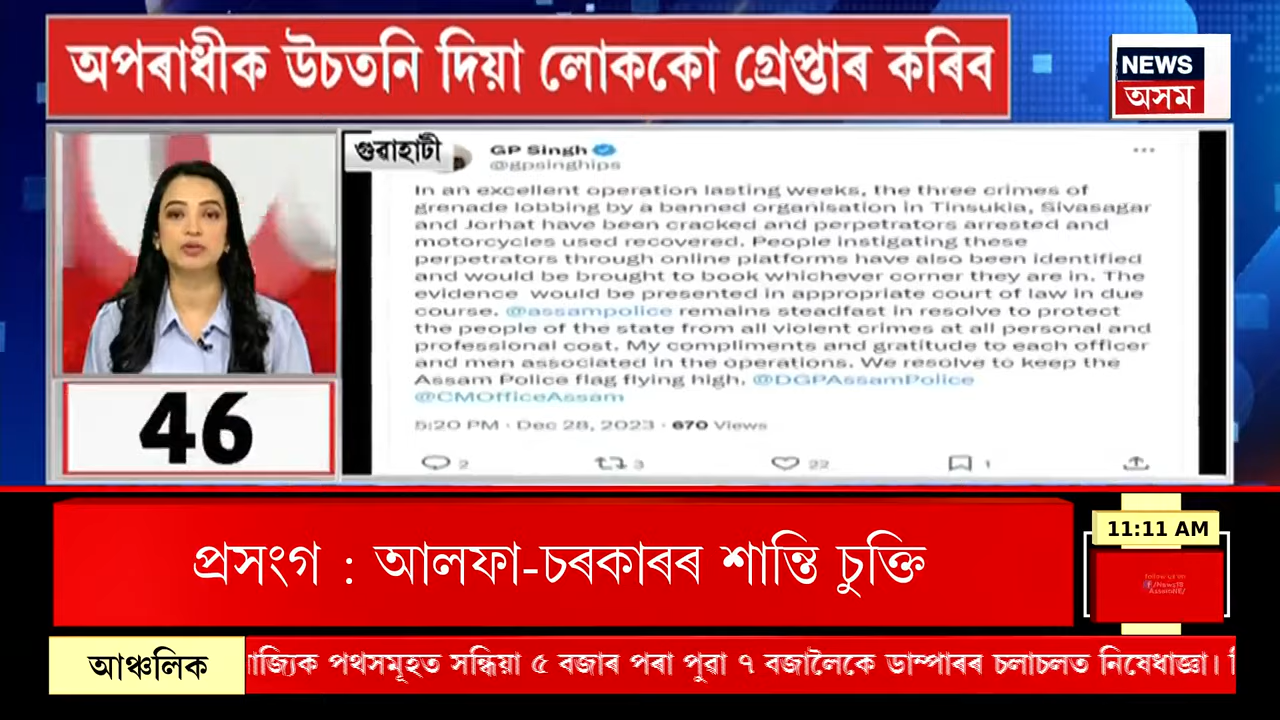 অপৰাধীক উচতনি দিয়া লোককো গ্ৰেপ্তাৰ কৰিব
NEWS
অসম
গুৱাহাটী
GP Singh
@gpsinghips
In an excellent operation lasting weeks, the three crimes of
grenade lobbing by a banned organisation in Tinsukia, Sivasagar
and Jorhat have been cracked and perpetrators arrested and
motorcycles used recovered. People instigating these
perpetrators through online platforms have also been identified
and would be brought to book whichever corner they are in. The
evidence would be presented in appropriate court of law in due
course. @assampolice remains steadfast in resolve to protect
the people of the state from all violent crimes at all personal and
professional cost. My compliments and gratitude to each officer
and men associated in the operations. We resolve to keep the
Assam Police flag flying high. @DGPAssamPolice
@CMOfficeAssam
5:20 PM · Dec 28, 2023 · 670 Views
2 3 22 1
46
প্ৰসংগ : আলফা-চৰকাৰৰ শান্তি চুক্তি
11:11 AM
আঞ্চলিক
পথসমূহত সন্ধিয়া ৫ বজাৰ পৰা পুৱা ৭ বজালৈকে ডাম্পাৰৰ চলাচলত নিষেধাজ্ঞা।